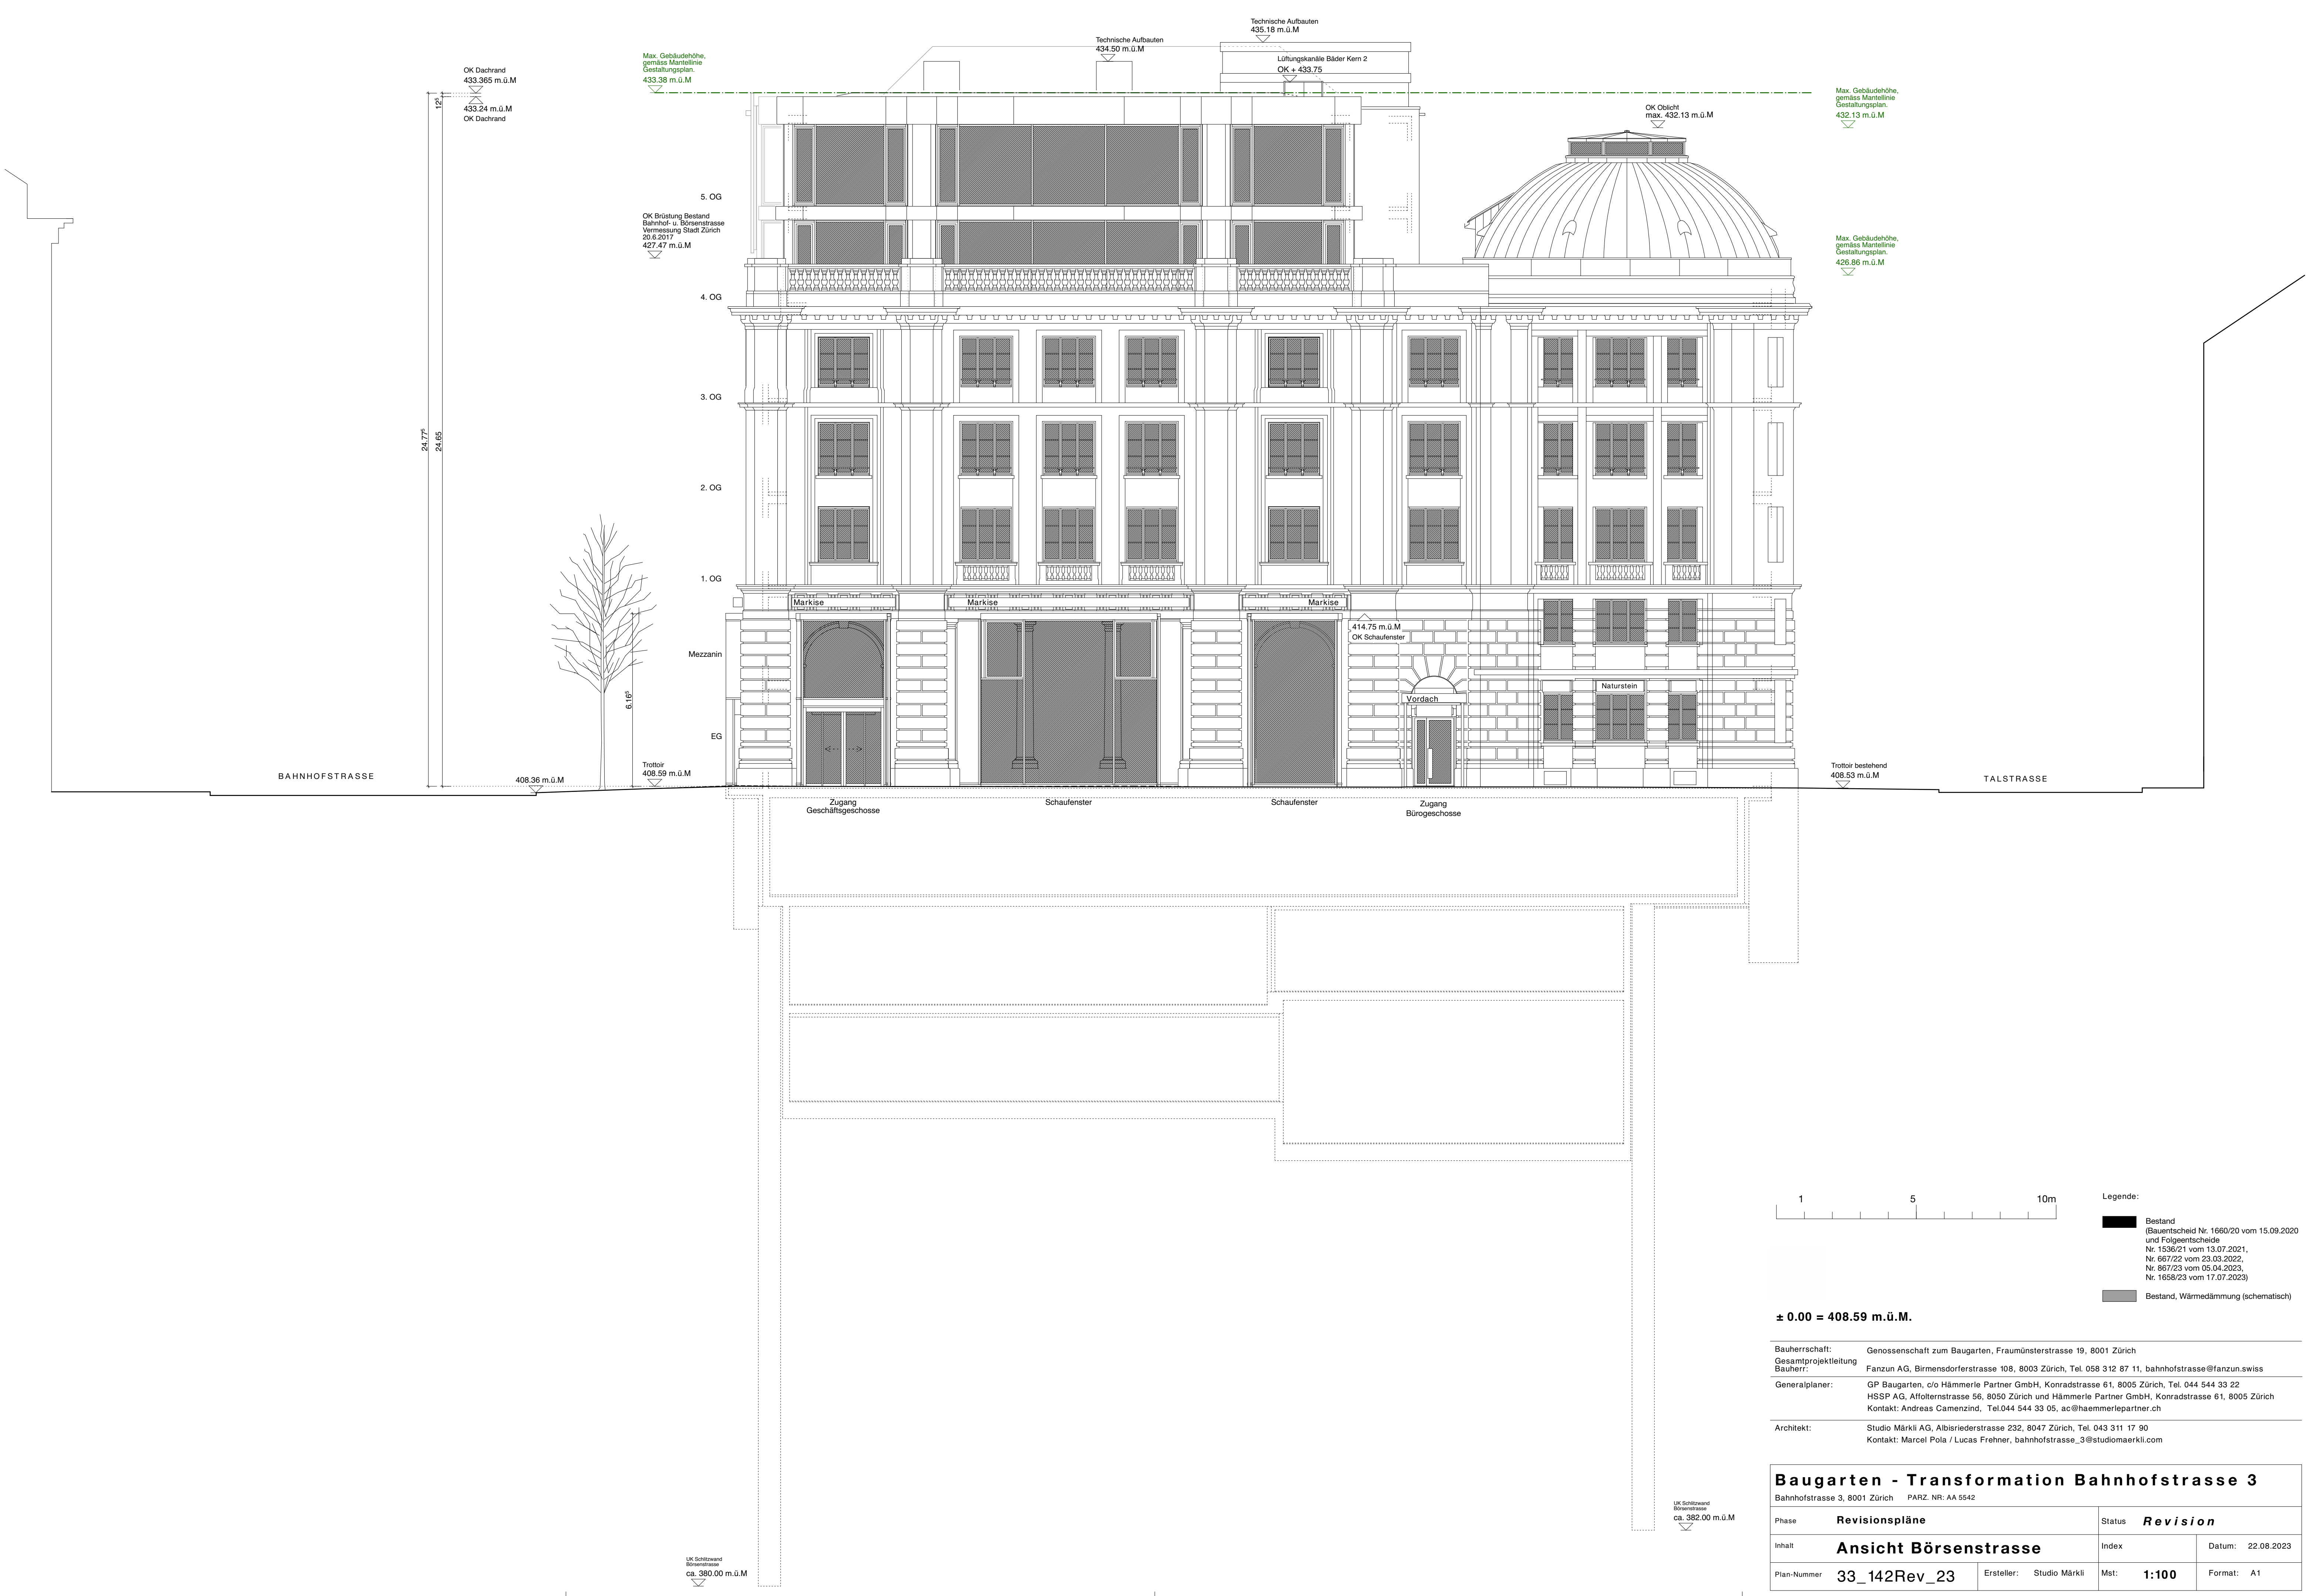 Technische Aufbauten
435.18 m.ü.M
Technische Aufbauten
434.50 m.ü.M
Lüftungskanäle Bäder Kern 2
OK + 433.75
Max. Gebäudehöhe,
gemäss Mantellinie
Gestaltungsplan.
433.38 m.ü.M
OK Dachrand
433.365 m.ü.M
12⁵
433.24 m.ü.M
OK Dachrand
Max. Gebäudehöhe,
gemäss Mantellinie
Gestaltungsplan.
432.13 m.ü.M
OK Oblicht
max. 432.13 m.ü.M
5. OG
OK Brüstung Bestand
Bahnhof- u. Börsenstrasse
Vermessung Stadt Zürich
20.6.2017
427.47 m.ü.M
Max. Gebäudehöhe,
gemäss Mantellinie
Gestaltungsplan.
426.86 m.ü.M
4. OG
3. OG
24.77⁵
24.65
2. OG
1. OG
Markise
Markise
Markise
414.75 m.ü.M
OK Schaufenster
Mezzanin
6.16⁵
Naturstein
Vordach
EG
BAHNHOFSTRASSE
408.36 m.ü.M
Trottoir
408.59 m.ü.M
Trottoir bestehend
408.53 m.ü.M
TALSTRASSE
Zugang
Geschäftsgeschosse
Schaufenster
Schaufenster
Zugang
Bürogeschosse
1 5 10m
Legende:
Bestand
(Bauentscheid Nr. 1660/20 vom 15.09.2020
und Folgeentscheide
Nr. 1536/21 vom 13.07.2021,
Nr. 667/22 vom 23.03.2022,
Nr. 867/23 vom 05.04.2023,
Nr. 1658/23 vom 17.07.2023)
Bestand, Wärmedämmung (schematisch)
± 0.00 = 408.59 m.ü.M.
Bauherrschaft: Genossenschaft zum Baugarten, Fraumünsterstrasse 19, 8001 Zürich
Gesamtprojektleitung
Bauherr: Fanzun AG, Birmensdorferstrasse 108, 8003 Zürich, Tel. 058 312 87 11, bahnhofstrasse@fanzun.swiss
Generalplaner: GP Baugarten, c/o Hämmerle Partner GmbH, Konradstrasse 61, 8005 Zürich, Tel. 044 544 33 22
HSSP AG, Affolternstrasse 56, 8050 Zürich und Hämmerle Partner GmbH, Konradstrasse 61, 8005 Zürich
Kontakt: Andreas Camenzind, Tel.044 544 33 05, ac@haemmerlepartner.ch
Architekt: Studio Märkli AG, Albisriederstrasse 232, 8047 Zürich, Tel. 043 311 17 90
Kontakt: Marcel Pola / Lucas Frehner, bahnhofstrasse_3@studiomaerkli.com
Baugarten - Transformation Bahnhofstrasse 3
Bahnhofstrasse 3, 8001 Zürich PARZ. NR: AA 5542
Phase Revisionspläne Status Revision
Inhalt Ansicht Börsenstrasse Index Datum: 22.08.2023
Plan-Nummer 33_142Rev_23 Ersteller: Studio Märkli Mst: 1:100 Format: A1
UK Schlitzwand
Börsenstrasse
ca. 382.00 m.ü.M
UK Schlitzwand
Börsenstrasse
ca. 380.00 m.ü.M